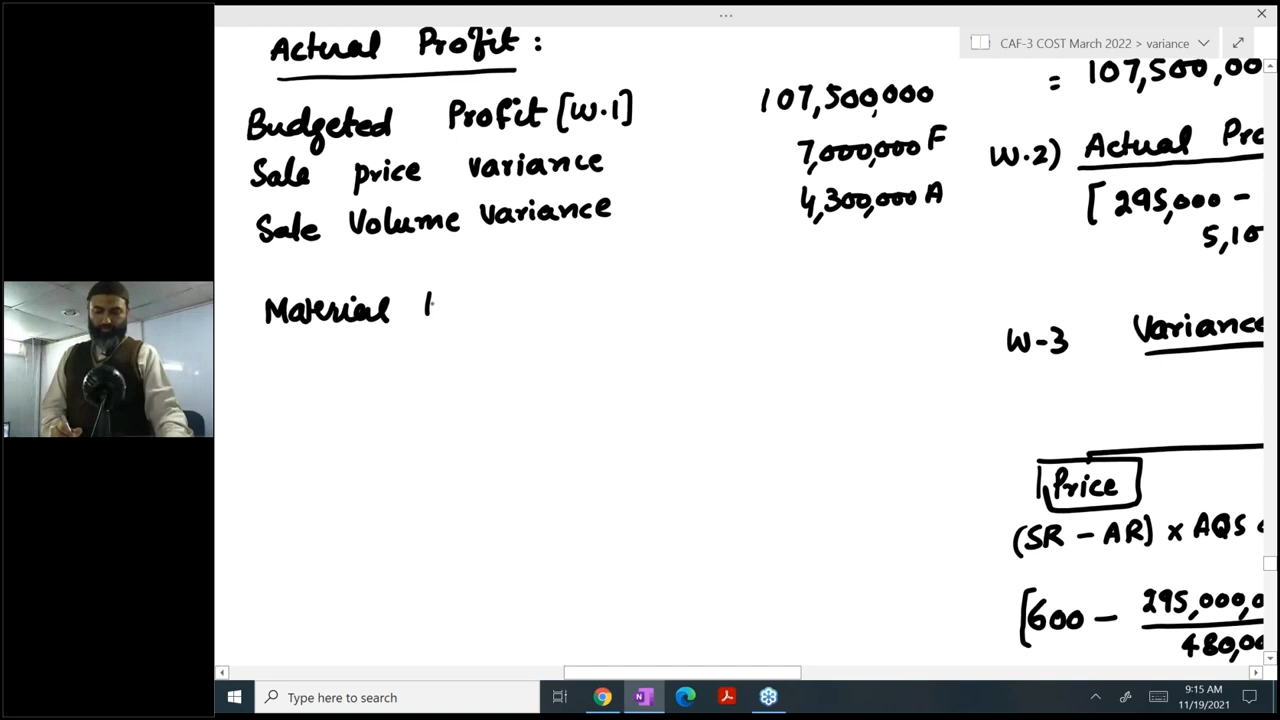 Actual Profit :
CAF-3 COST March 2022 > variance
Budgeted Profit [W.1] 107,500,000
Sale price variance 7,000,000 F
Sale Volume Variance 4,300,000 A
Material
= 107,500,00
W.2) Actual Pro
[295,000 -
5,10
W-3 Variance
Price
(SR - AR) x AQS
[600 - 295,000,0
480,00
Type here to search
9:15 AM
11/19/2021